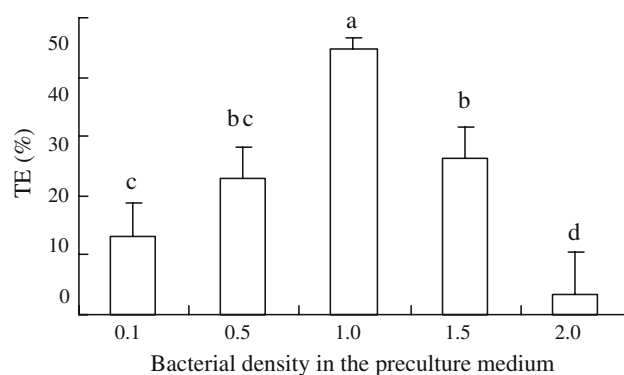 a
50
40
30
20
10
0
TE (%)
b c
b
c
d
0.1 0.5 1.0 1.5 2.0
Bacterial density in the preculture medium